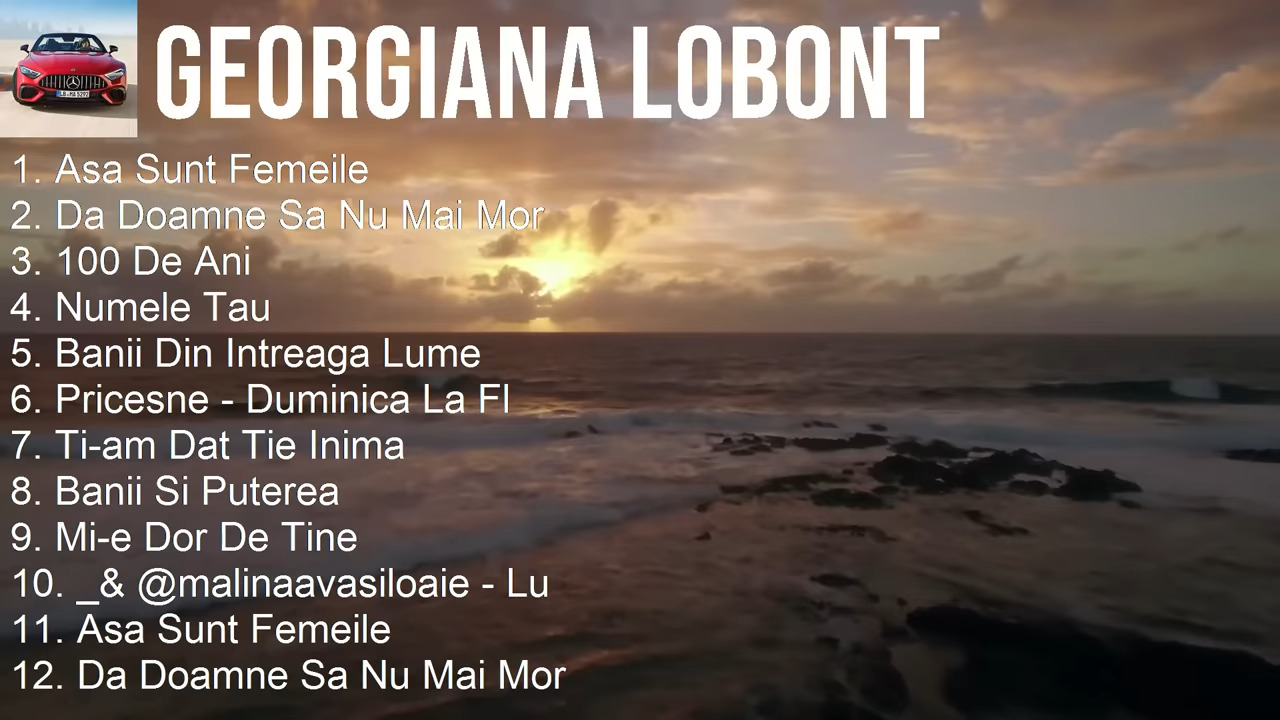 GEORGIANA LOBONT
1. Asa Sunt Femeile
2. Da Doamne Sa Nu Mai Mor
3. 100 De Ani
4. Numele Tau
5. Banii Din Intreaga Lume
6. Pricesne - Duminica La Fl
7. Ti-am Dat Tie Inima
8. Banii Si Puterea
9. Mi-e Dor De Tine
10. _& @malinaavasiloaie - Lu
11. Asa Sunt Femeile
12. Da Doamne Sa Nu Mai Mor